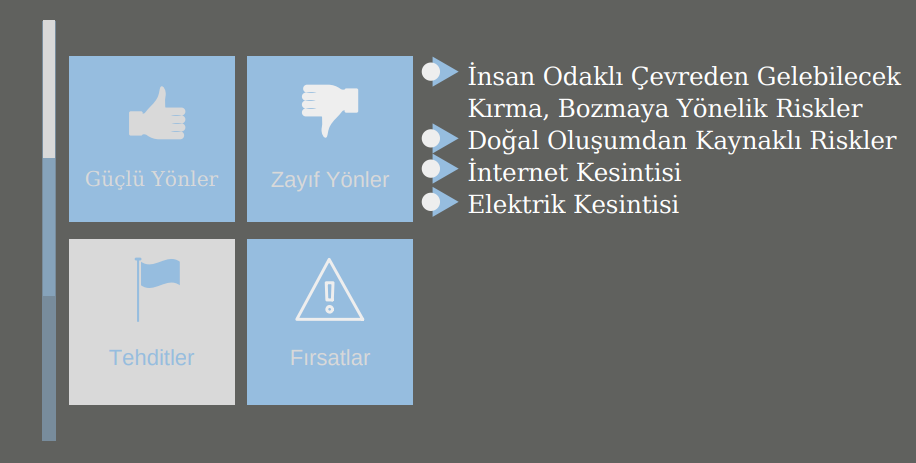 Güçlü Yönler
Zayıf Yönler
Tehditler
Fırsatlar
İnsan Odaklı Çevreden Gelebilecek
Kırma, Bozmaya Yönelik Riskler
Doğal Oluşumdan Kaynaklı Riskler
İnternet Kesintisi
Elektrik Kesintisi